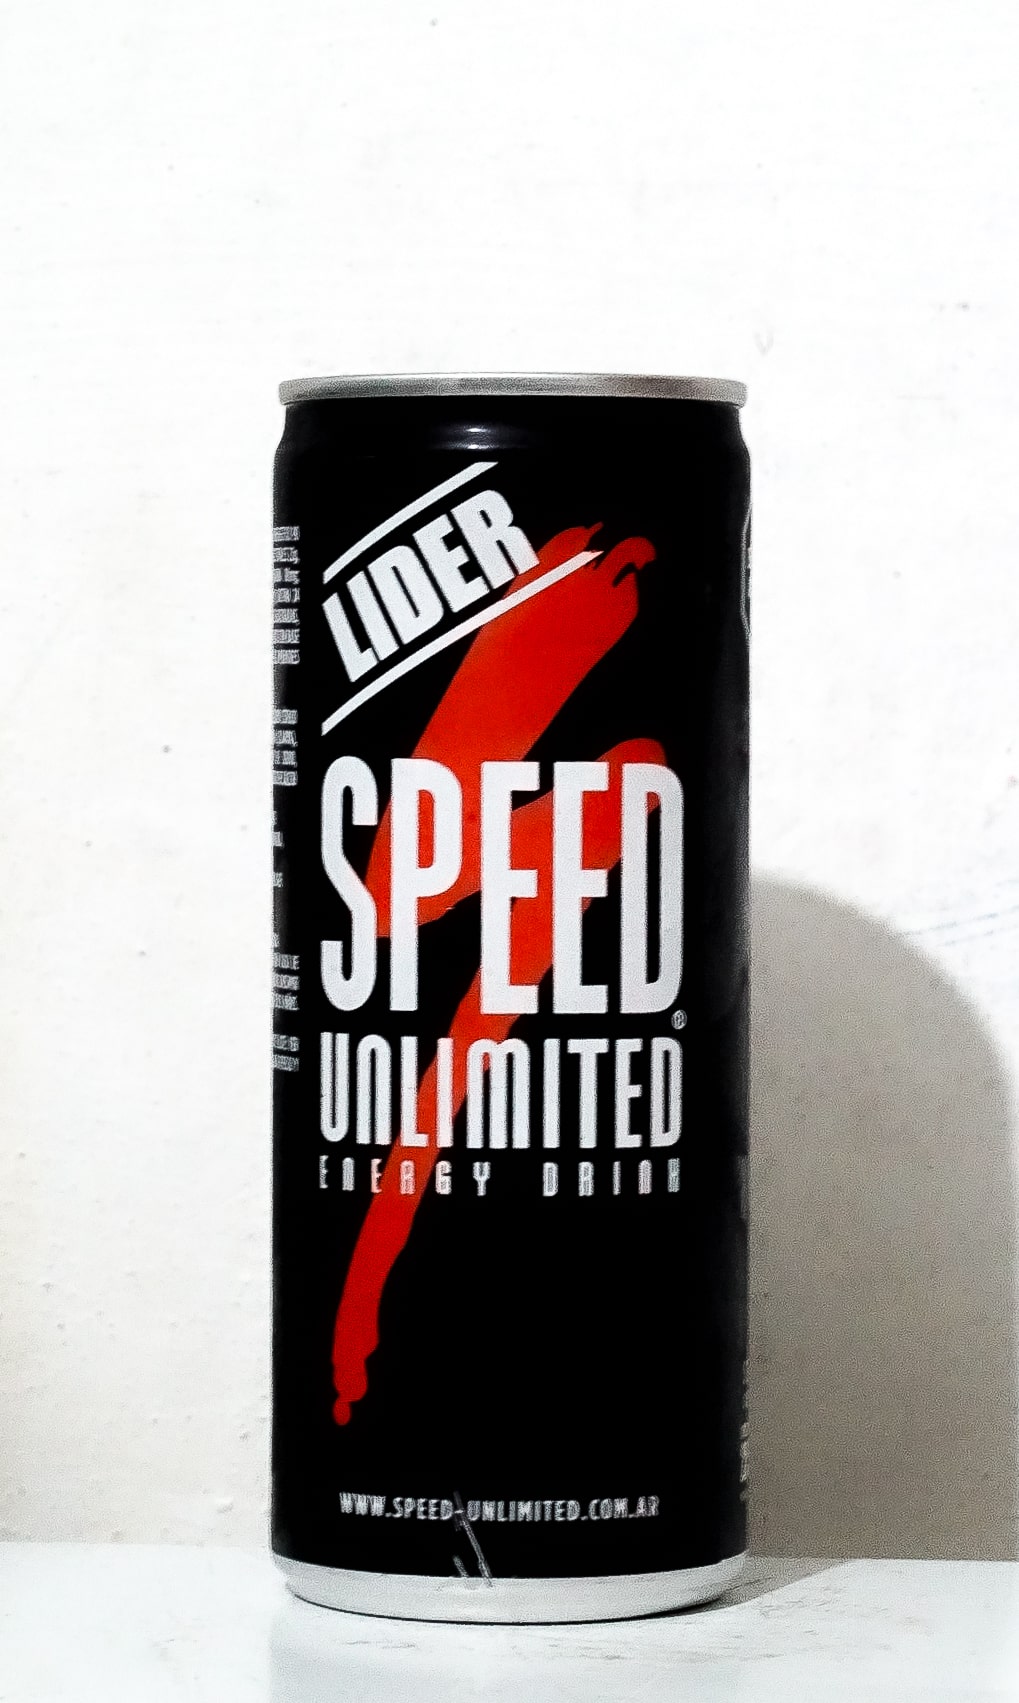 LIDER
SPEED
®
UNLIMITED
ENERGY DRINK
WWW.SPEED-UNLIMITED.COM.AR